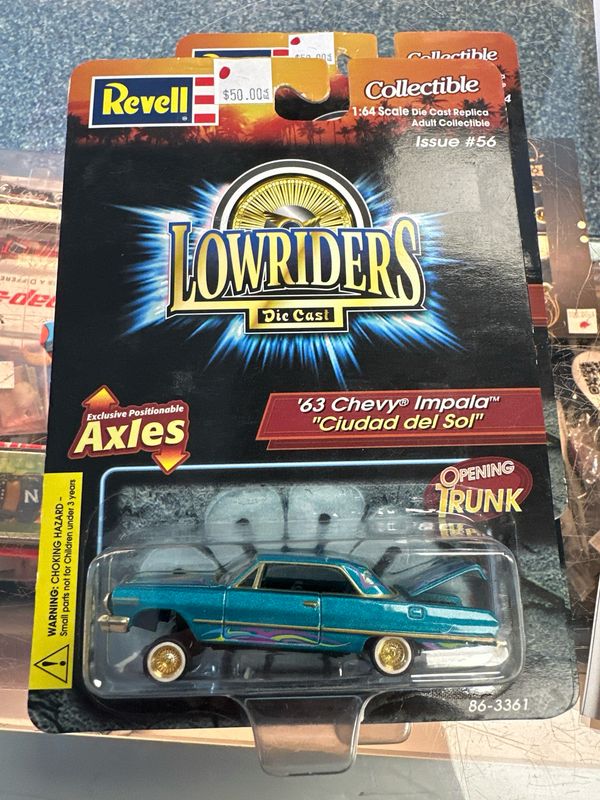 Revell
$50.00
Collectible
1:64 Scale Die Cast Replica
Adult Collectible
Issue #56
LOWRIDERS
Die Cast
'63 Chevy® Impala™
"Ciudad del Sol"
Exclusive Positionable
Axles
OPENING
TRUNK
WARNING: CHOKING HAZARD –
Small parts not for Children under 3 years
86-3361
Collectible
4
N